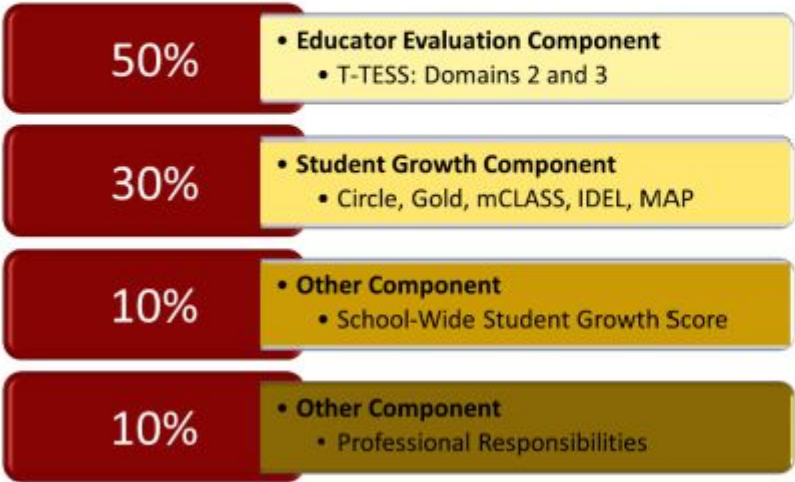 50%
• Educator Evaluation Component
• T-TESS: Domains 2 and 3
30%
• Student Growth Component
• Circle, Gold, mCLASS, IDEL, MAP
10%
• Other Component
• School-Wide Student Growth Score
10%
• Other Component
• Professional Responsibilities